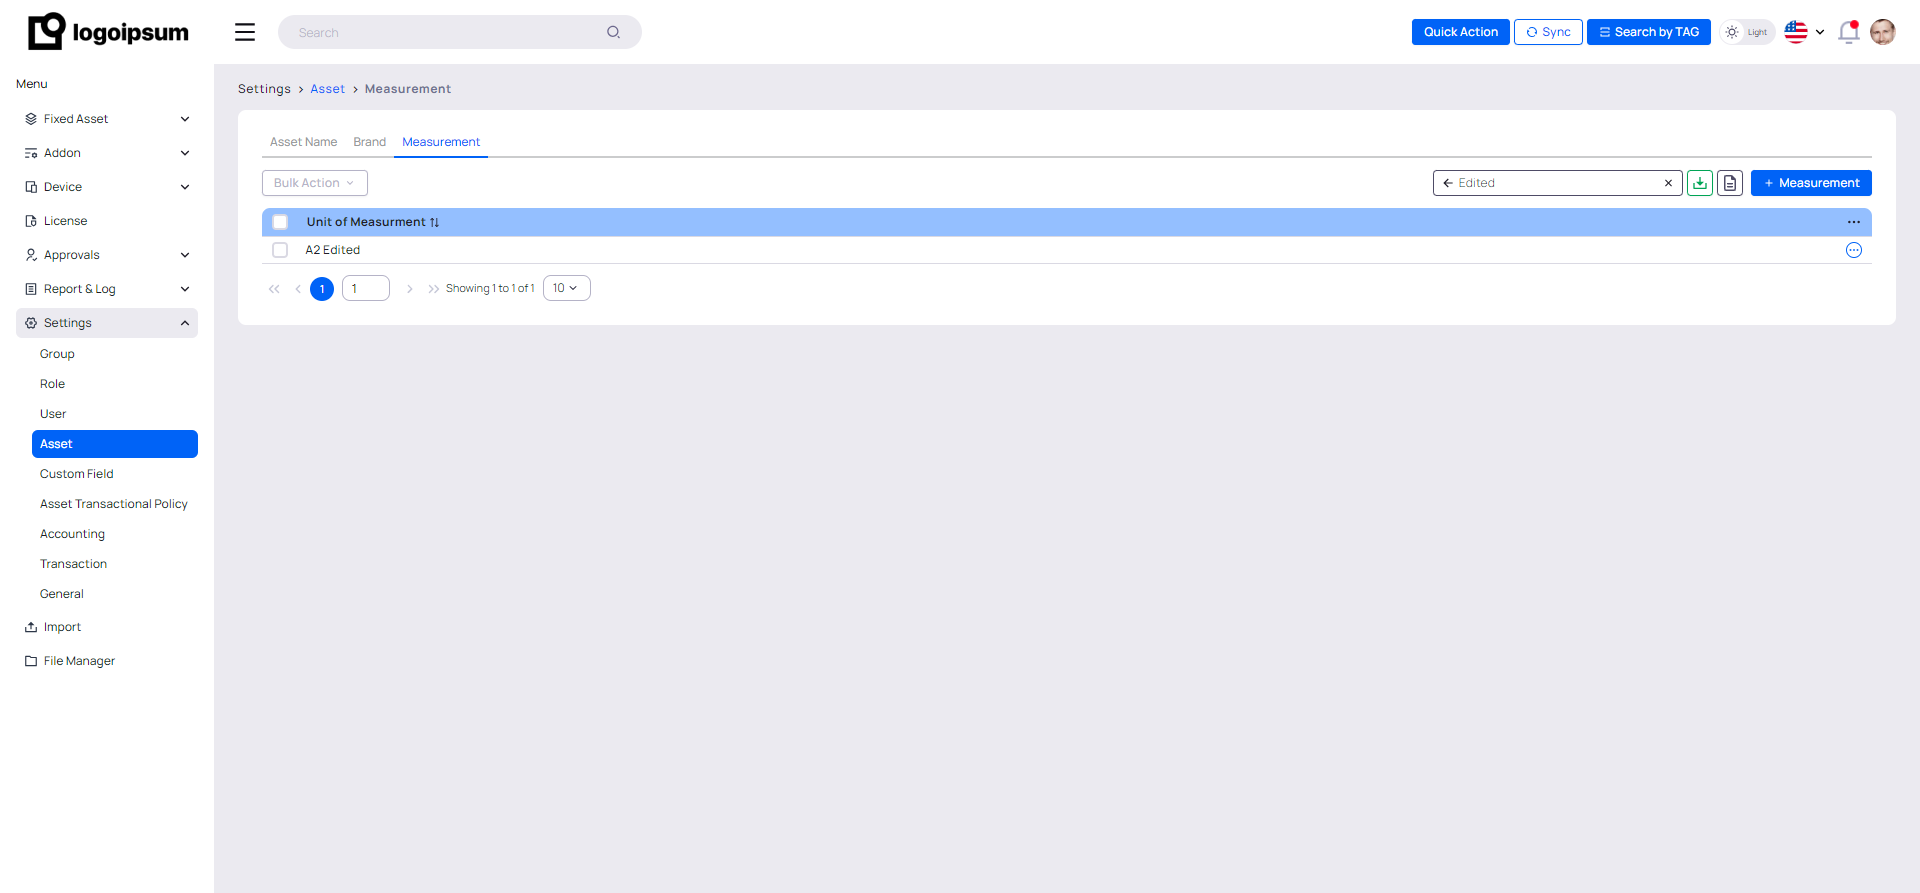 logoipsum
Search
Quick Action
Sync
Search by TAG
Light
Menu
Fixed Asset
Addon
Device
License
Approvals
Report & Log
Settings
Group
Role
User
Asset
Custom Field
Asset Transactional Policy
Accounting
Transaction
General
Import
File Manager
Settings > Asset > Measurement
Asset Name Brand Measurement
Bulk Action
Edited
+ Measurement
Unit of Measurment
A2 Edited
1 1 Showing 1 to 1 of 1 10